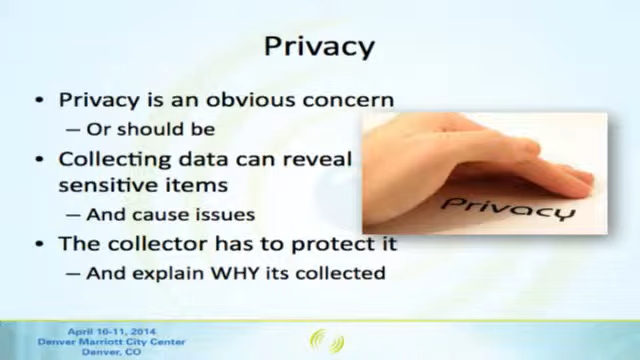 Privacy
• Privacy is an obvious concern
– Or should be
• Collecting data can reveal
sensitive items
– And cause issues
• The collector has to protect it
– And explain WHY its collected
Privacy
April 10-11, 2014
Denver Marriott City Center
Denver, CO